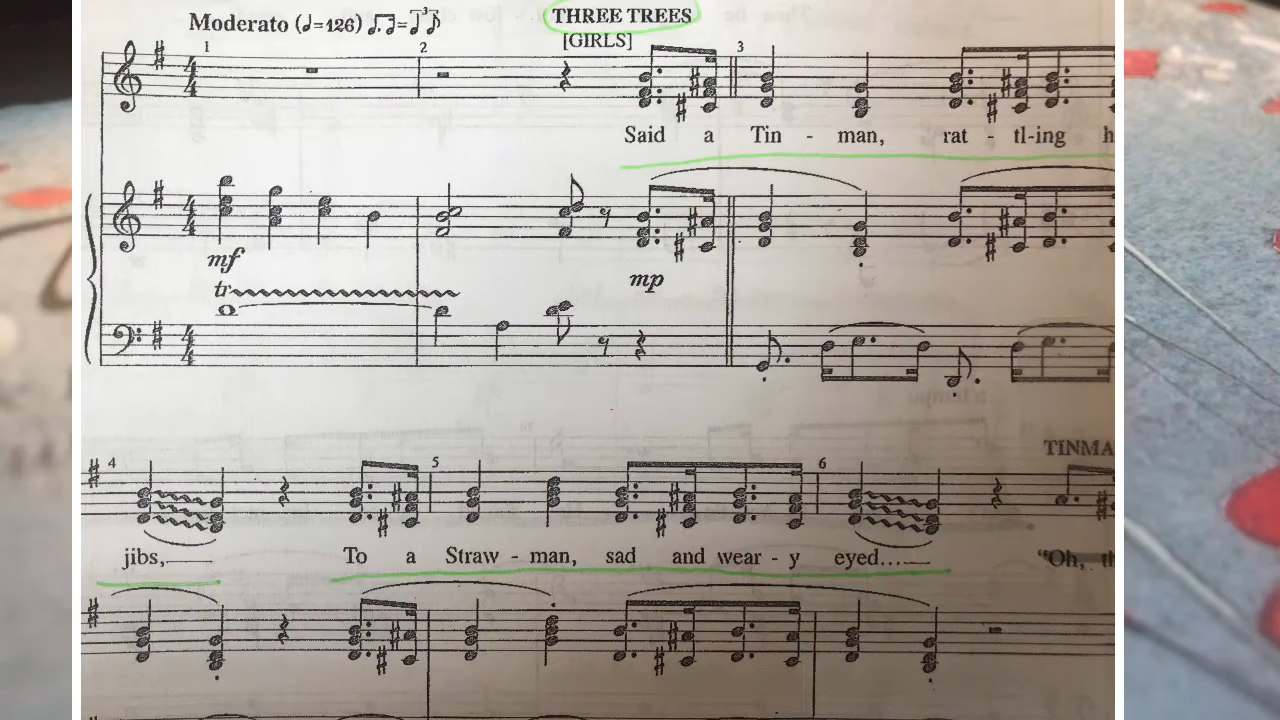 THREE TREES
Moderato (♩=126)
[GIRLS]
1 2 3
Said a Tin - man, rat - tl-ing h
mf
mp
tr
4 5 6
TINMA
jibs, To a Straw - man, sad and wear - y eyed... "Oh, th